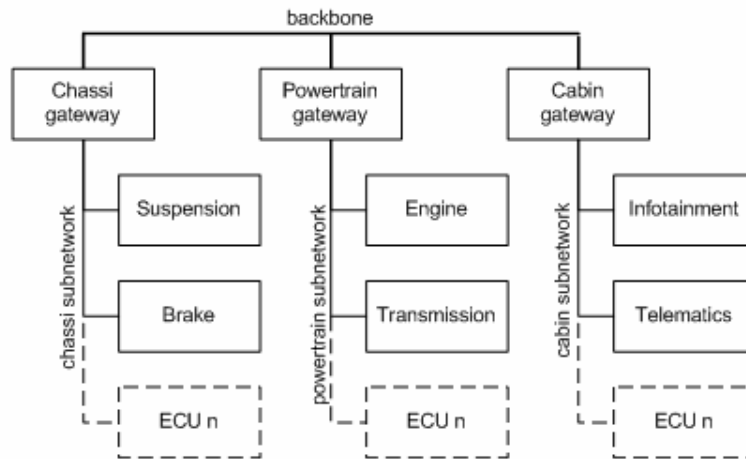 backbone
Chassi
gateway
Powertrain
gateway
Cabin
gateway
chassi subnetwork
Suspension
Brake
ECU n
powertrain subnetwork
Engine
Transmission
ECU n
cabin subnetwork
Infotainment
Telematics
ECU n